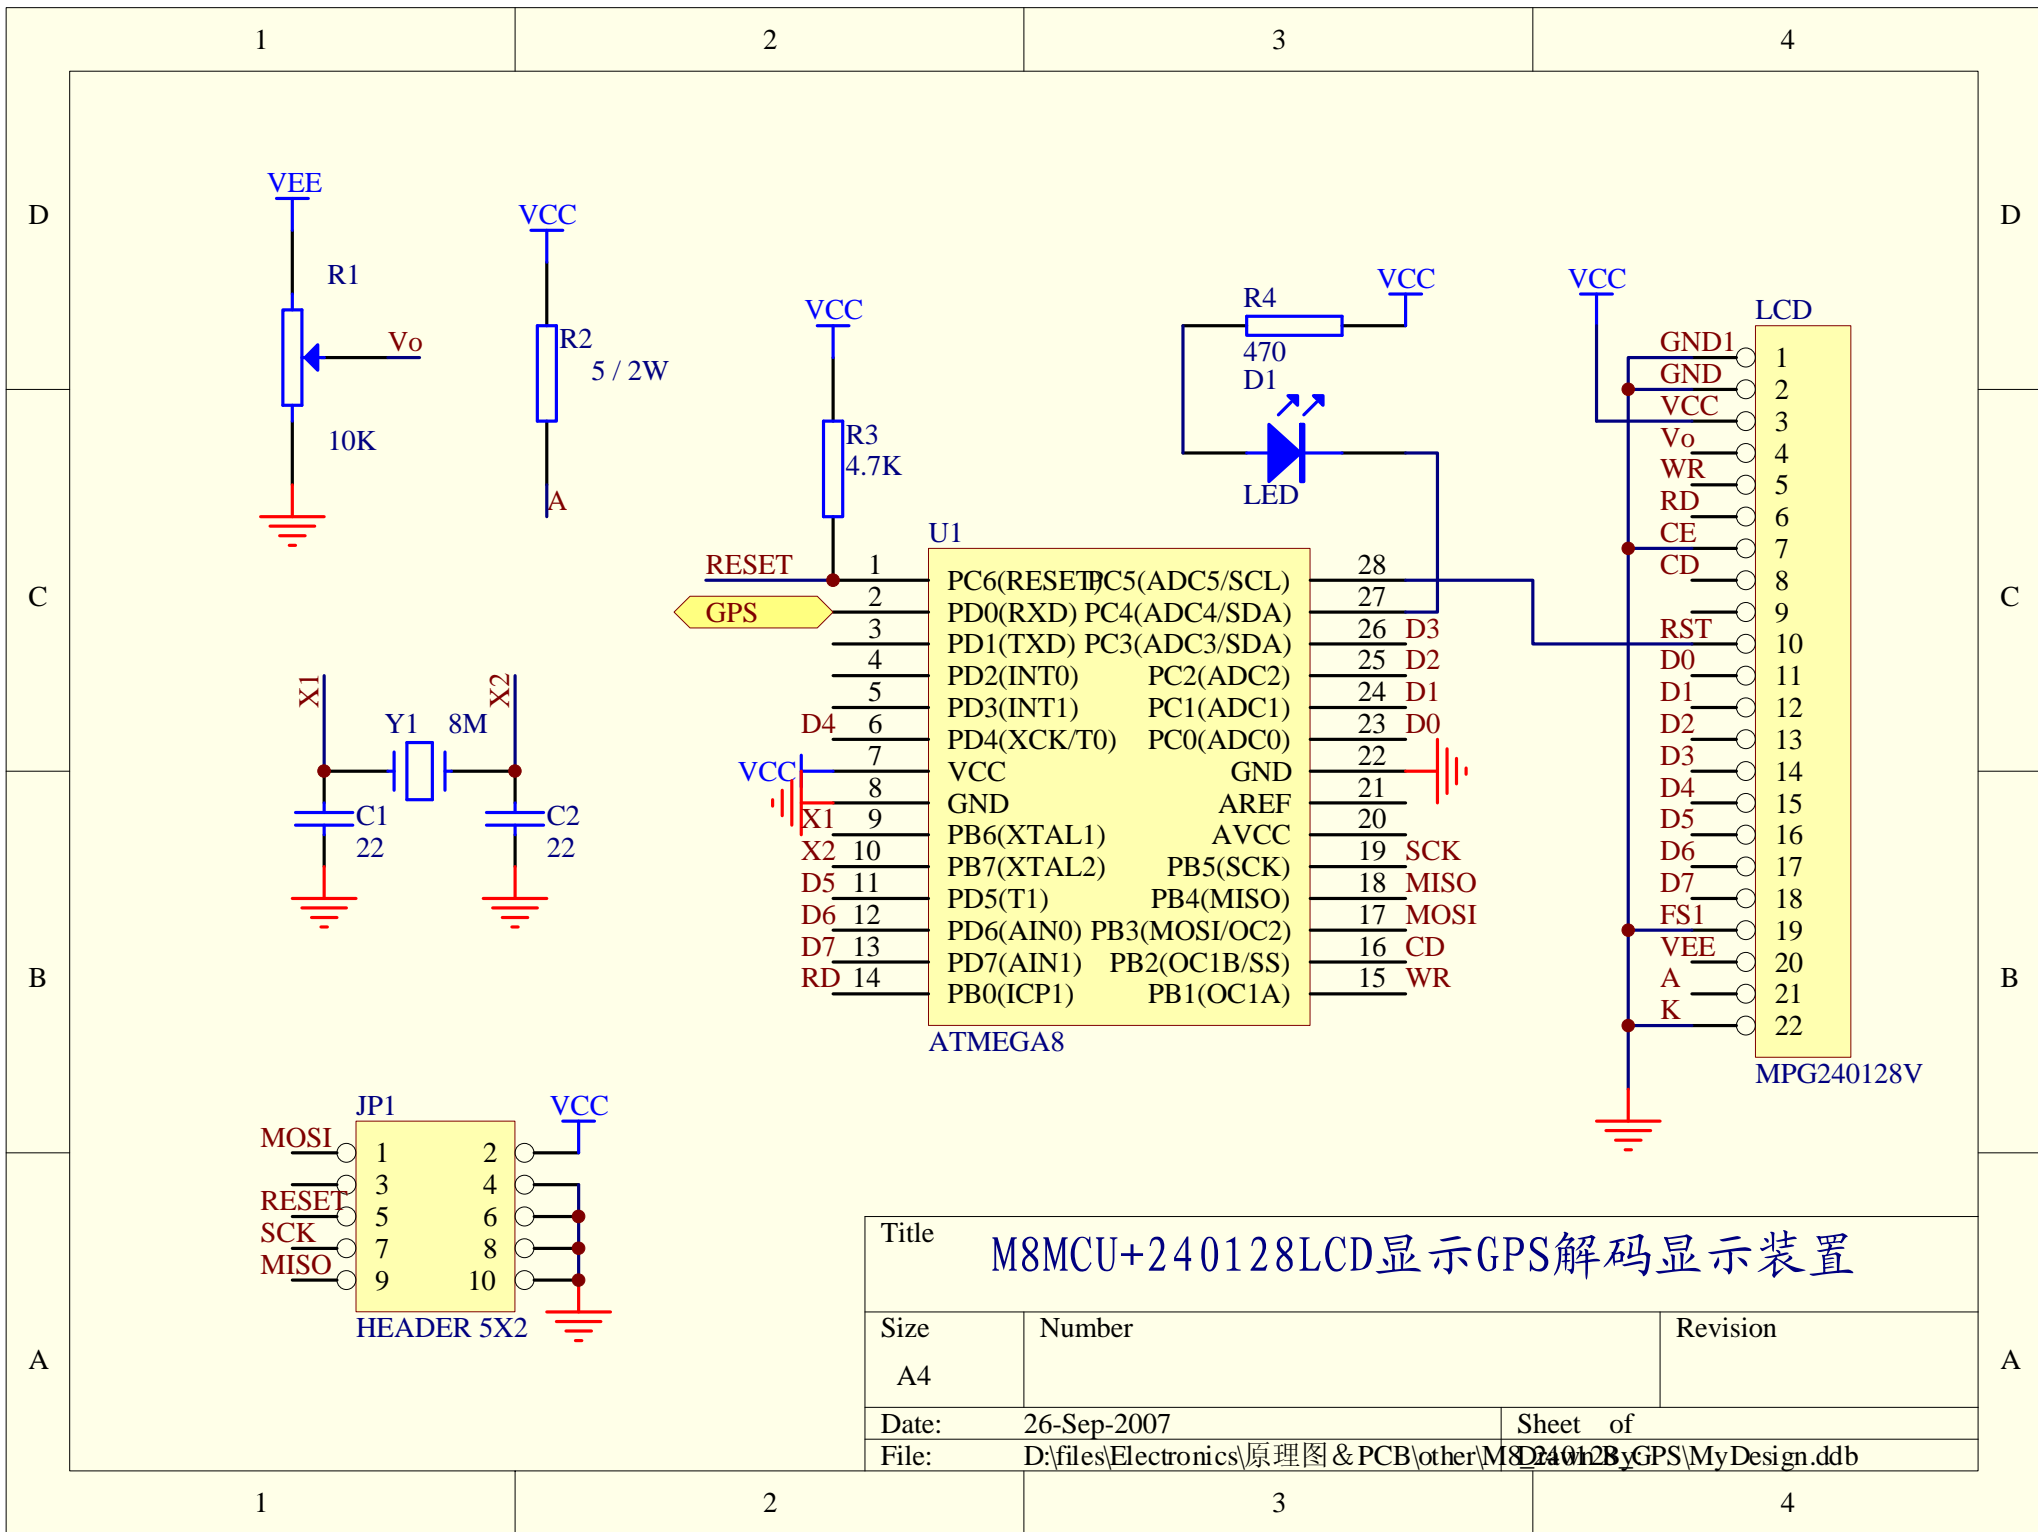 1 2 3 4
D D
C C
B B
A A
1 2 3 4
VEE
R1
Vo
10K
VCC
R2
5 / 2W
A
VCC
R3
4.7K
R4
VCC
470
D1
LED
X1 X2
Y1 8M
C1
22
C2
22
U1
RESET 1 PC6(RESET)
GPS 2 PD0(RXD)
3 PD1(TXD)
4 PD2(INT0)
5 PD3(INT1)
D4 6 PD4(XCK/T0)
VCC 7 VCC
8 GND
X1 9 PB6(XTAL1)
X2 10 PB7(XTAL2)
D5 11 PD5(T1)
D6 12 PD6(AIN0)
D7 13 PD7(AIN1)
RD 14 PB0(ICP1)
PC5(ADC5/SCL) 28
PC4(ADC4/SDA) 27
PC3(ADC3/SDA) 26 D3
PC2(ADC2) 25 D2
PC1(ADC1) 24 D1
PC0(ADC0) 23 D0
GND 22
AREF 21
AVCC 20
PB5(SCK) 19 SCK
PB4(MISO) 18 MISO
PB3(MOSI/OC2) 17 MOSI
PB2(OC1B/SS) 16 CD
PB1(OC1A) 15 WR
ATMEGA8
VCC
LCD
GND1 1
GND 2
VCC 3
Vo 4
WR 5
RD 6
CE 7
CD 8
9
RST 10
D0 11
D1 12
D2 13
D3 14
D4 15
D5 16
D6 17
D7 18
FS1 19
VEE 20
A 21
K 22
MPG240128V
JP1
VCC
MOSI 1 2
3 4
RESET 5 6
SCK 7 8
MISO 9 10
HEADER 5X2
Title M8MCU+240128LCD显示GPS解码显示装置
Size Number Revision
A4
Date: 26-Sep-2007 Sheet of
File: D:\files\Electronics\原理图&PCB\other\M8_240128_GPS\MyDesign.ddb
Drawn By: